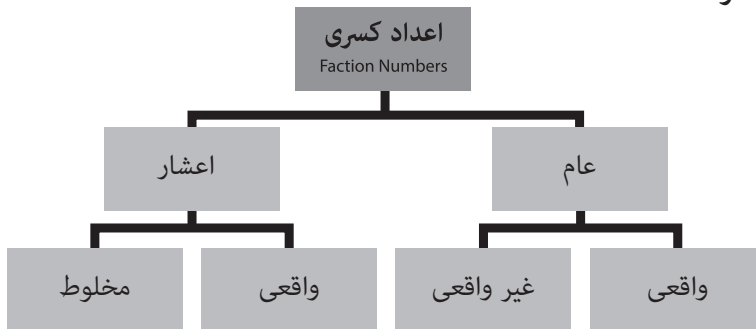 اعداد کسری
Faction Numbers
عام
اعشار
واقعی
غیر واقعی
واقعی
مخلوط